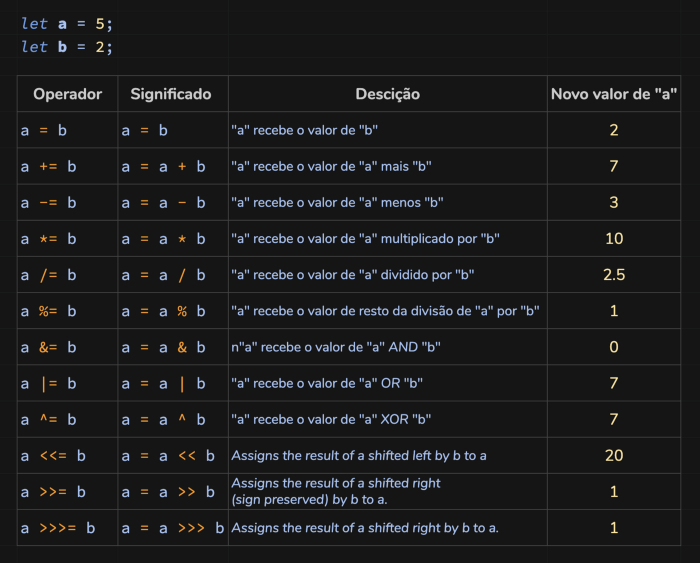 let a = 5;
let b = 2;
Operador Significado Descição Novo valor de "a"
a = b a = b "a" recebe o valor de "b" 2
a += b a = a + b "a" recebe o valor de "a" mais "b" 7
a -= b a = a - b "a" recebe o valor de "a" menos "b" 3
a *= b a = a * b "a" recebe o valor de "a" multiplicado por "b" 10
a /= b a = a / b "a" recebe o valor de "a" dividido por "b" 2.5
a %= b a = a % b "a" recebe o valor de resto da divisão de "a" por "b" 1
a &= b a = a & b n"a" recebe o valor de "a" AND "b" 0
a |= b a = a | b "a" recebe o valor de "a" OR "b" 7
a ^= b a = a ^ b "a" recebe o valor de "a" XOR "b" 7
a <<= b a = a << b Assigns the result of a shifted left by b to a 20
a >>= b a = a >> b Assigns the result of a shifted right
(sign preserved) by b to a. 1
a >>>= b a = a >>> b Assigns the result of a shifted right by b to a. 1